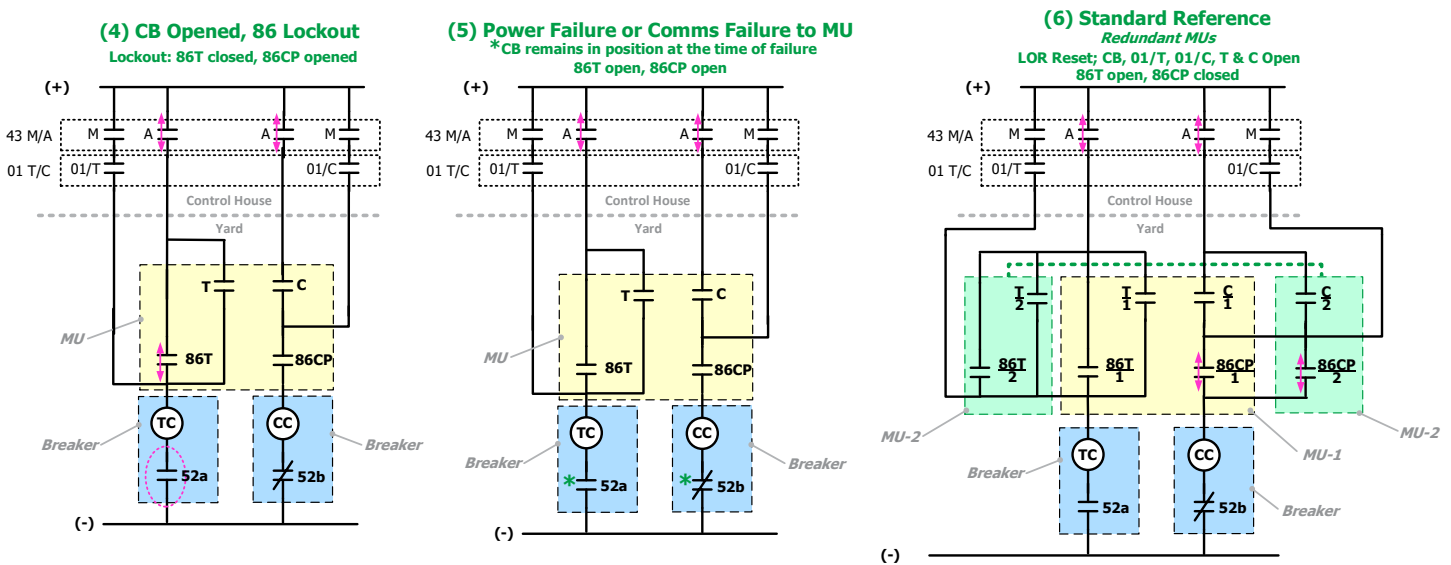 (4) CB Opened, 86 Lockout
Lockout: 86T closed, 86CP opened
(+)
43 M/A
M
A
A
M
01 T/C
01/T
01/C
Control House
Yard
T
C
MU
86T
86CP
TC
CC
Breaker
Breaker
52a
52b
(-)
(5) Power Failure or Comms Failure to MU
*CB remains in position at the time of failure
86T open, 86CP open
(+)
43 M/A
M
A
A
M
01 T/C
01/T
01/C
Control House
Yard
T
C
MU
86T
86CP
TC
CC
Breaker
Breaker
* 52a
* 52b
(-)
(6) Standard Reference
Redundant MUs
LOR Reset; CB, 01/T, 01/C, T & C Open
86T open, 86CP closed
(+)
43 M/A
M
A
A
M
01 T/C
01/T
01/C
Control House
Yard
T
2
T
1
C
1
C
2
86T
2
86T
1
86CP
1
86CP
2
MU-2
MU-1
MU-2
TC
CC
Breaker
52a
52b
Breaker
(-)